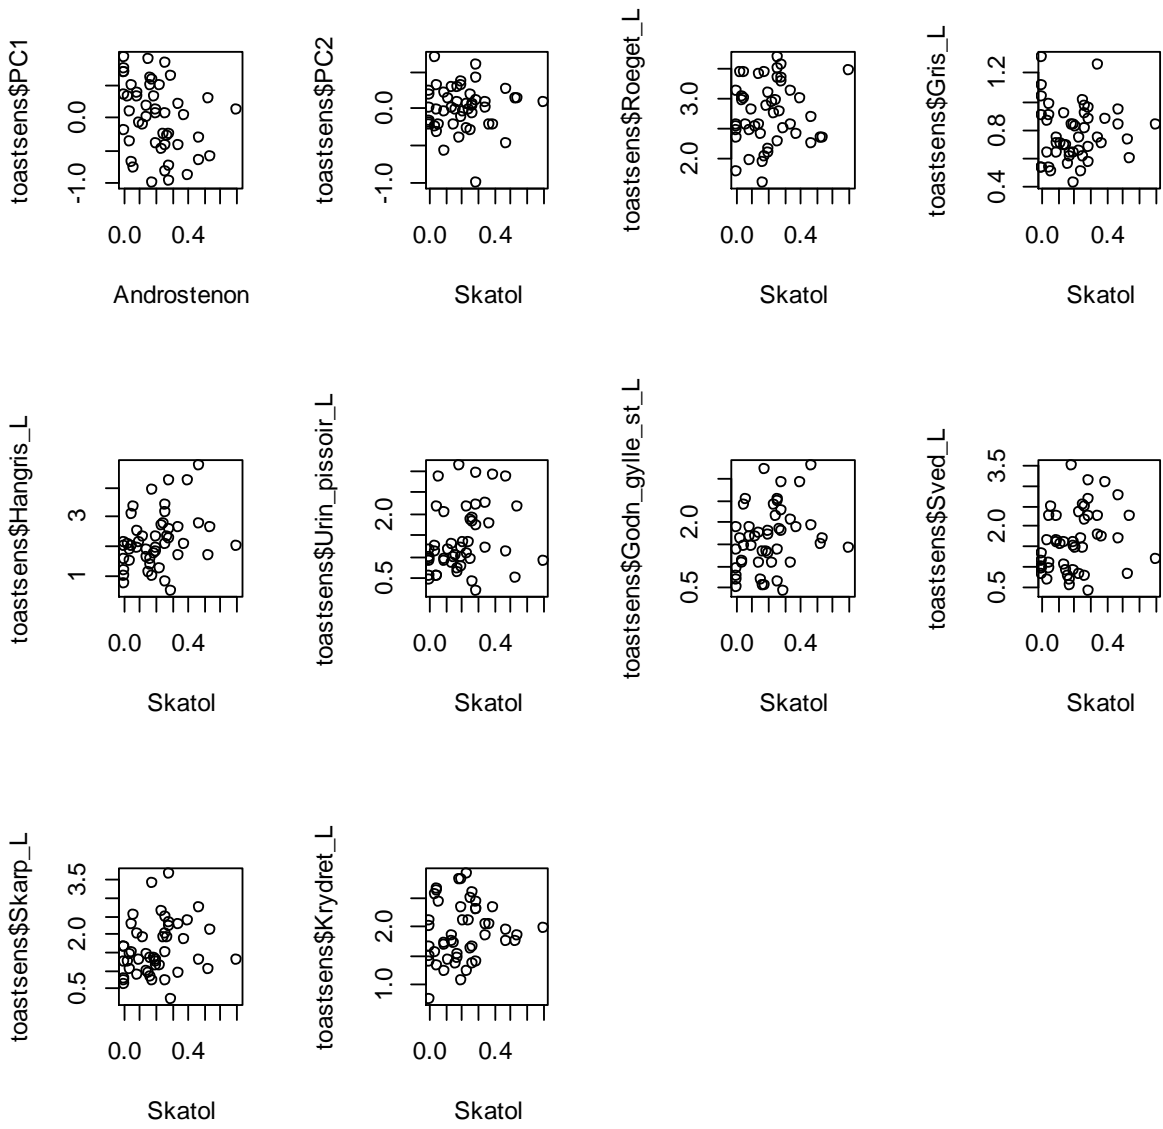 toastsens$PC1
0.0
-1.0
0.0 0.4
Androstenon
toastsens$PC2
0.0
-1.0
0.0 0.4
Skatol
toastsens$Roeget_L
3.0
2.0
0.0 0.4
Skatol
toastsens$Gris_L
1.2
0.8
0.4
0.0 0.4
Skatol
toastsens$Hangris_L
3
1
0.0 0.4
Skatol
toastsens$Urin_pissoir_L
2.0
0.5
0.0 0.4
Skatol
toastsens$Godn_gylle_st_L
2.0
0.5
0.0 0.4
Skatol
toastsens$Sved_L
3.5
2.0
0.5
0.0 0.4
Skatol
toastsens$Skarp_L
3.5
2.0
0.5
0.0 0.4
Skatol
toastsens$Krydret_L
2.0
1.0
0.0 0.4
Skatol